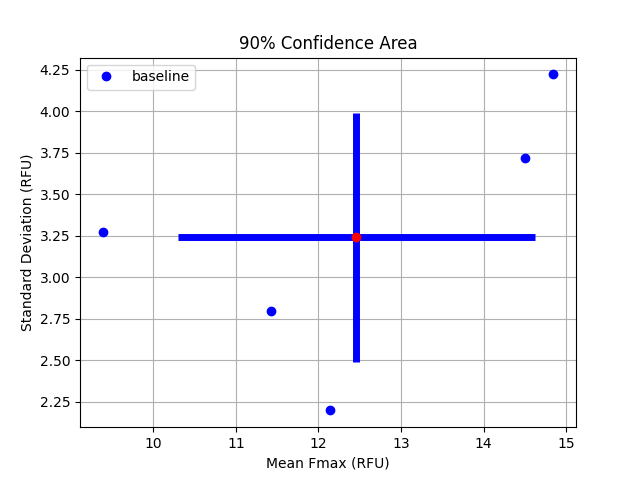 90% Confidence Area
baseline
4.25
4.00
3.75
3.50
3.25
3.00
2.75
2.50
2.25
Standard Deviation (RFU)
10 11 12 13 14 15
Mean Fmax (RFU)